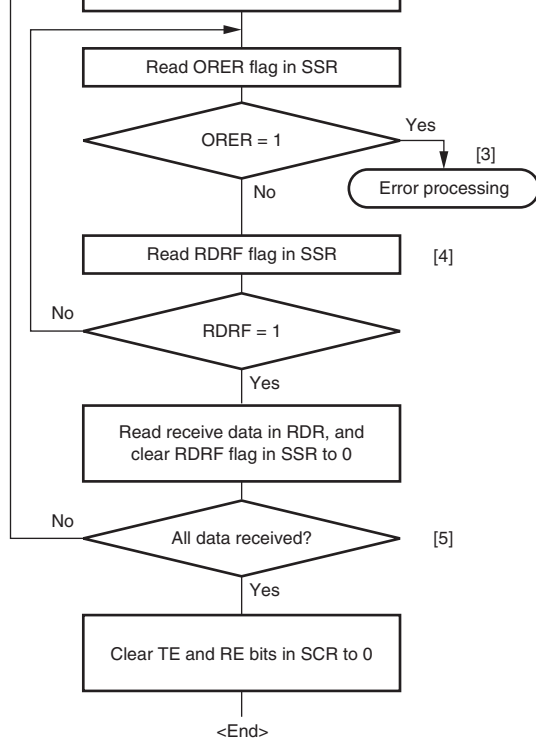 Read ORER flag in SSR
ORER = 1
Yes
[3]
Error processing
No
Read RDRF flag in SSR
[4]
No
RDRF = 1
Yes
Read receive data in RDR, and
clear RDRF flag in SSR to 0
No
All data received?
[5]
Yes
Clear TE and RE bits in SCR to 0
<End>